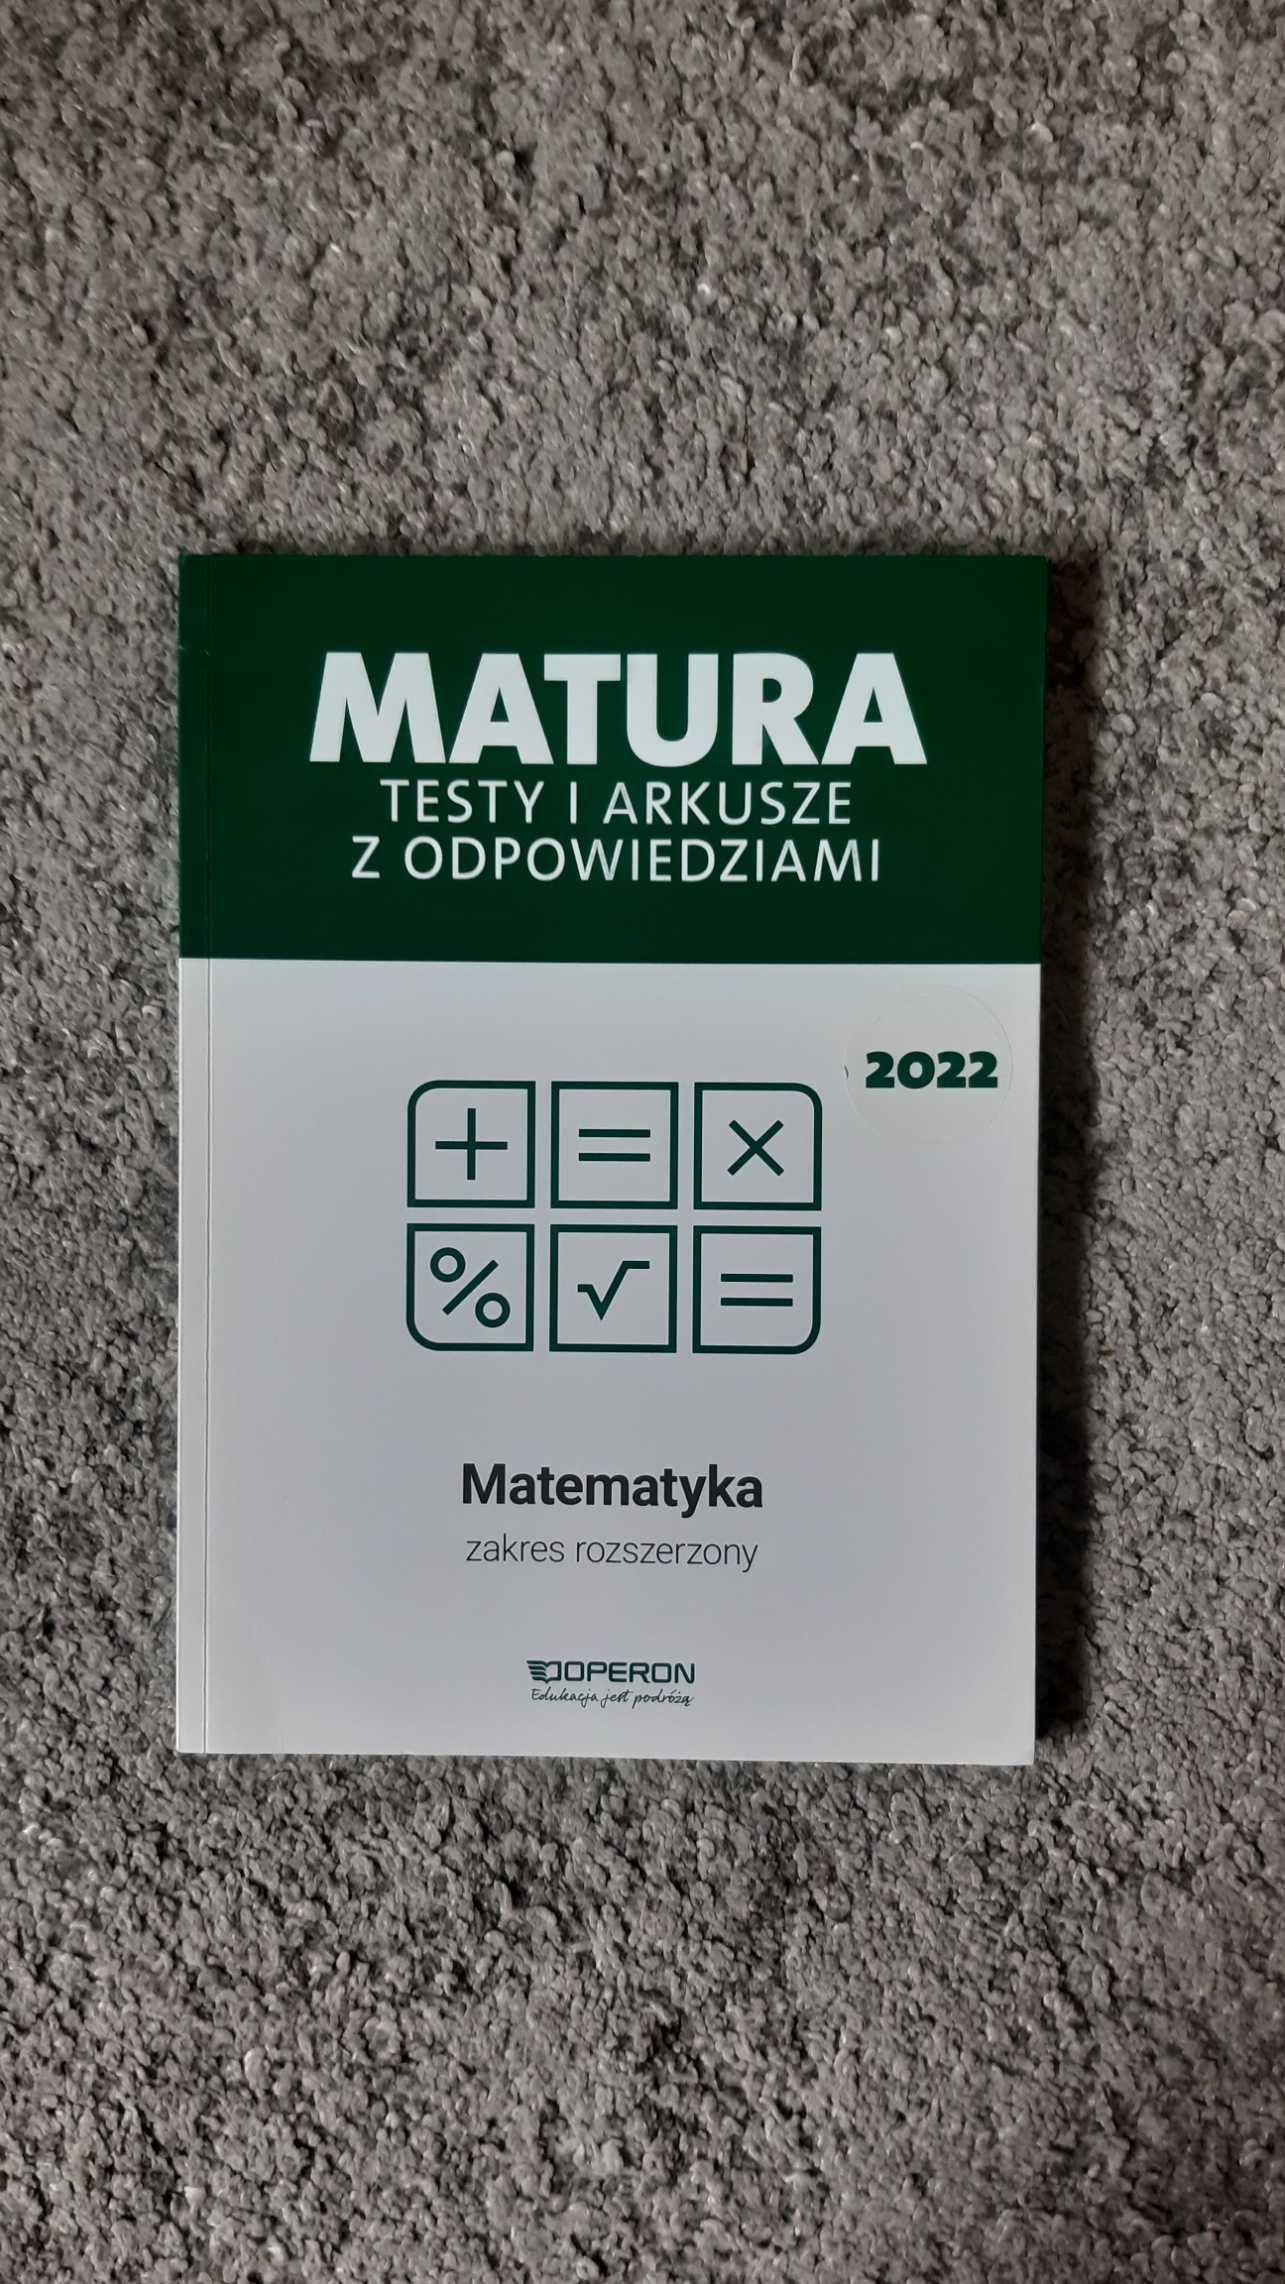 MATURA
TESTY I ARKUSZE
Z ODPOWIEDZIAMI
2022
+ = ×
% √ =
Matematyka
zakres rozszerzony
OPERON
Edukacja jest podróżą